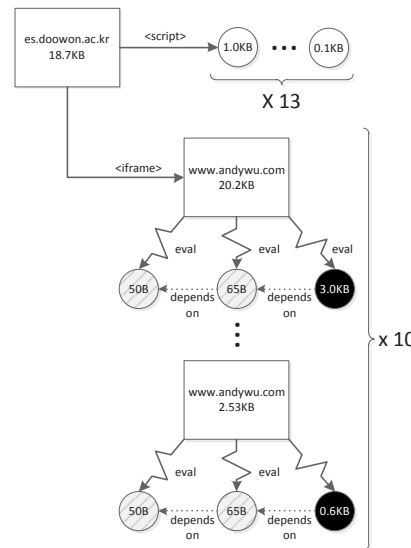 es.doowon.ac.kr
18.7KB
<script>
1.0KB
0.1KB
X 13
<iframe>
www.andywu.com
20.2KB
eval
eval
eval
50B
65B
3.0KB
depends
on
depends
on
x 10
www.andywu.com
2.53KB
eval
eval
eval
50B
65B
0.6KB
depends
on
depends
on